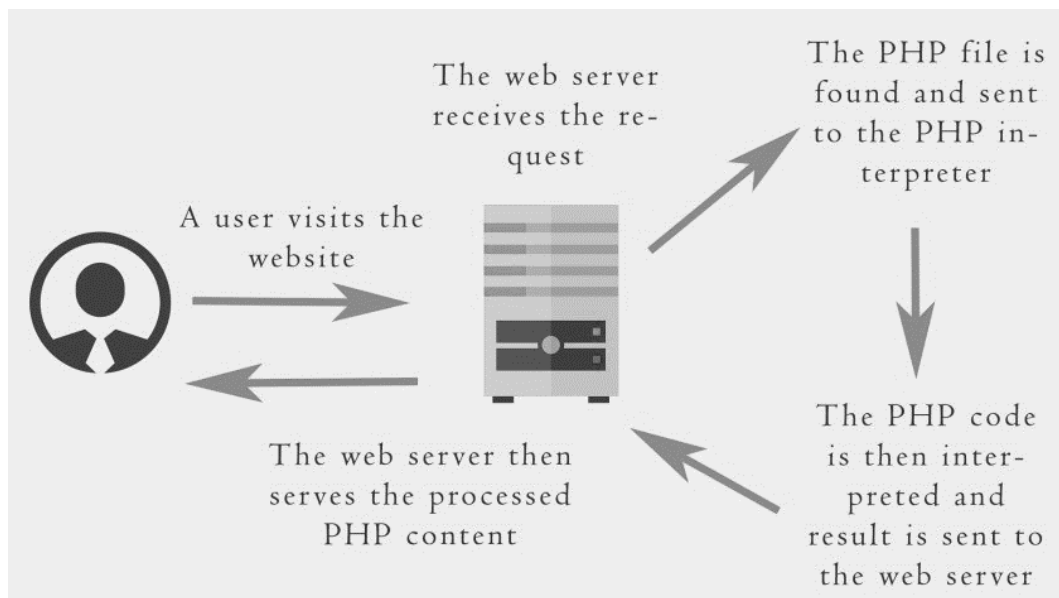 A user visits the
website
The web server
receives the re-
quest
The PHP file is
found and sent
to the PHP in-
terpreter
The PHP code
is then inter-
preted and
result is sent to
the web server
The web server then
serves the processed
PHP content